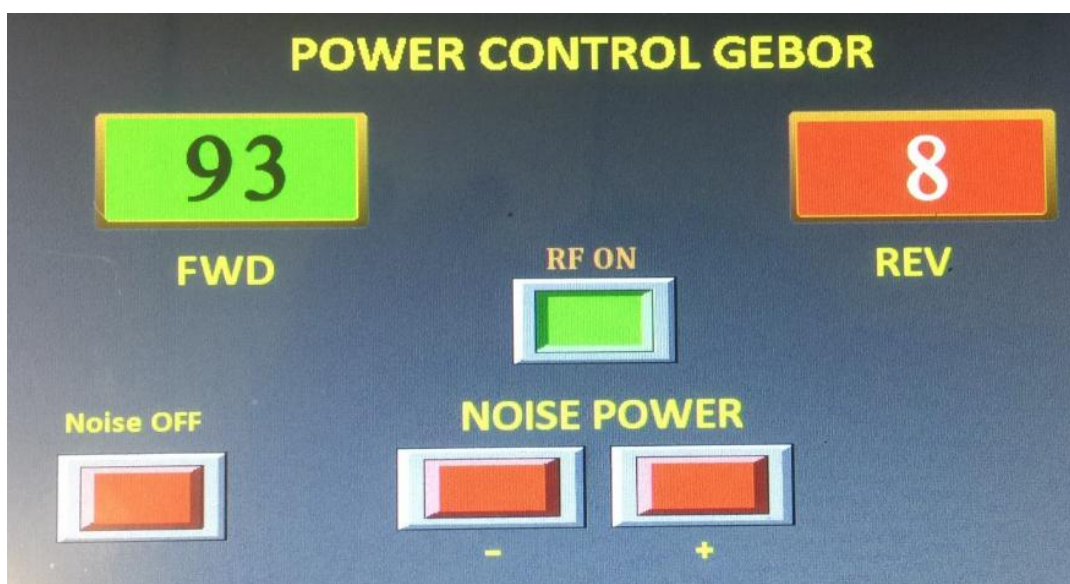 POWER CONTROL GEBOR
93
8
FWD
RF ON
REV
Noise OFF
NOISE POWER
- +